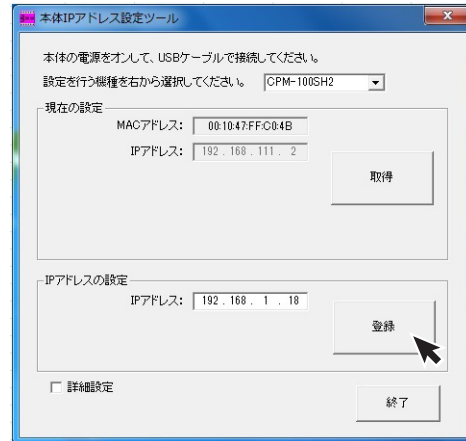 本体IPアドレス設定ツール
本体の電源をオンして、USBケーブルで接続してください。
設定を行う機種を右から選択してください。 CPM-100SH2
現在の設定
MACアドレス: 00:10:47:FF:C0:4B
IPアドレス: 192 . 168 . 111 . 2
取得
IPアドレスの設定
IPアドレス: 192 . 168 . 1 . 18
登録
詳細設定
終了